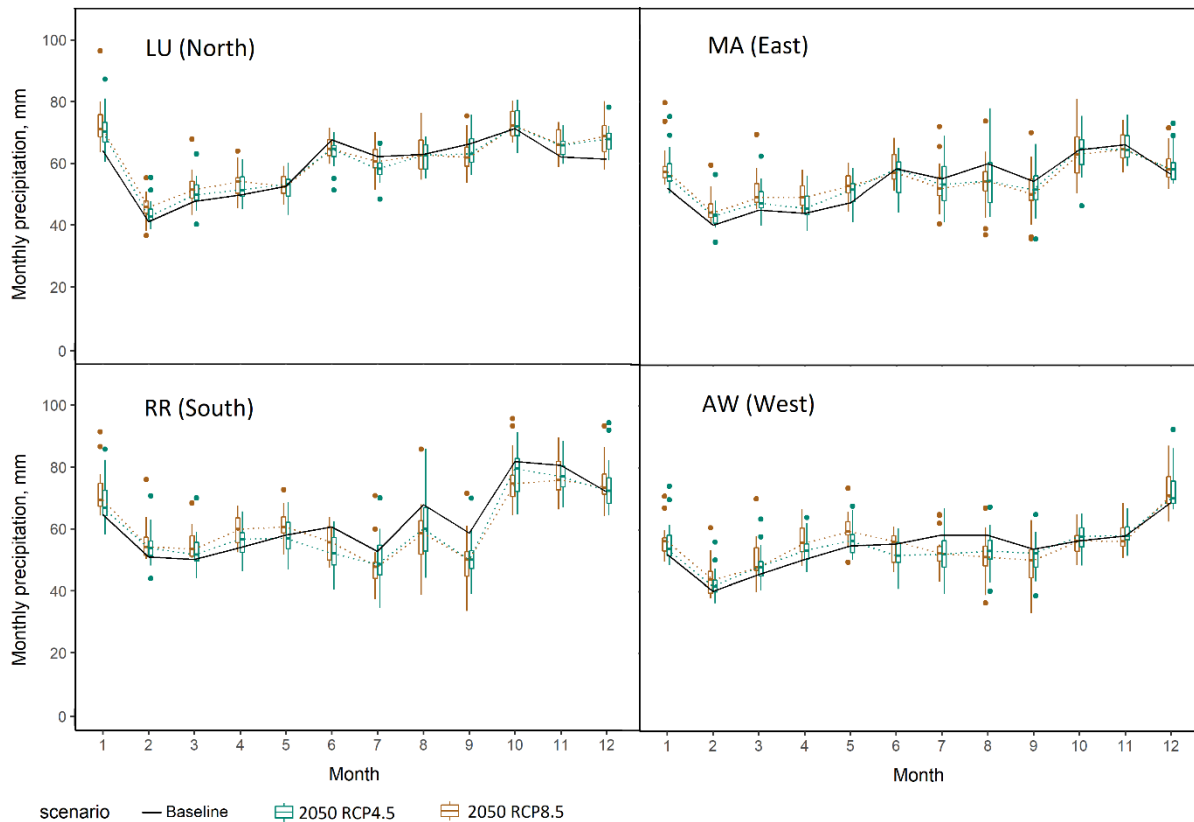 LU (North)
MA (East)
Monthly precipitation, mm
100
80
60
40
20
0
RR (South)
AW (West)
Monthly precipitation, mm
100
80
60
40
20
0
1 2 3 4 5 6 7 8 9 10 11 12
1 2 3 4 5 6 7 8 9 10 11 12
Month
Month
scenario Baseline 2050 RCP4.5 2050 RCP8.5